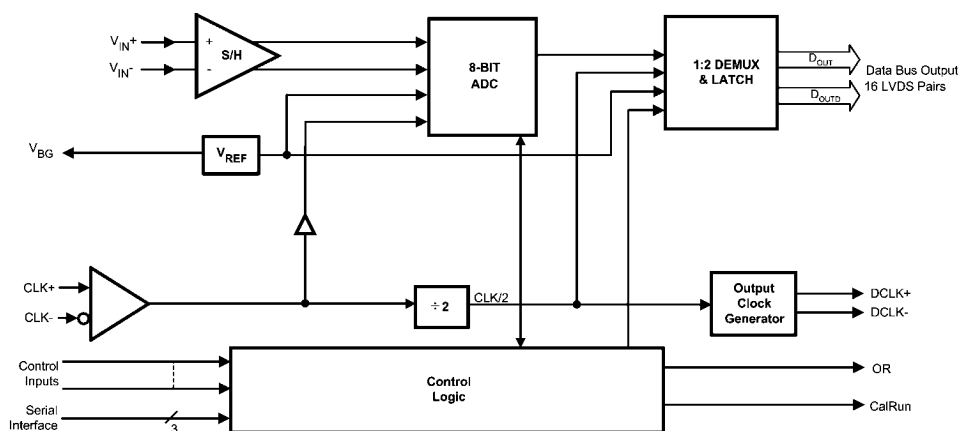 V_IN+
V_IN-
+
-
S/H
8-BIT
ADC
1:2 DEMUX
& LATCH
D_OUT
D_OUTD
Data Bus Output
16 LVDS Pairs
V_BG
V_REF
CLK+
CLK-
÷ 2
CLK/2
Output
Clock
Generator
DCLK+
DCLK-
Control
Inputs
Serial
Interface
3
Control
Logic
OR
CalRun